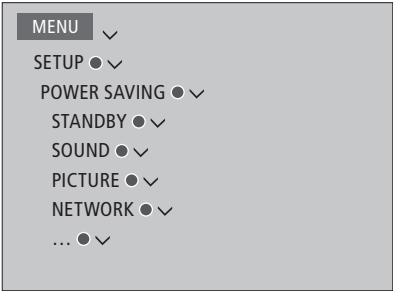 MENU
SETUP
POWER SAVING
STANDBY
SOUND
PICTURE
NETWORK
…